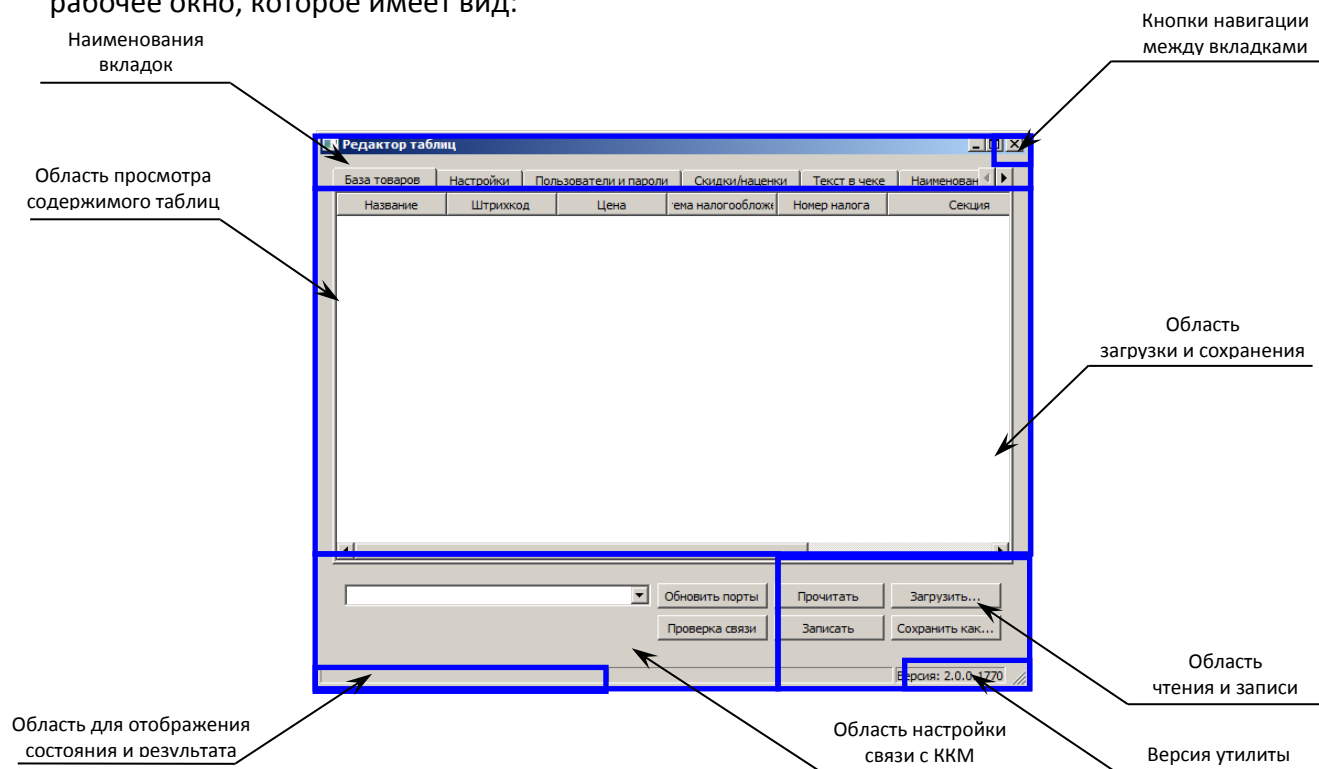 рабочее окно, которое имеет вид:
Кнопки навигации
между вкладками
Наименования
вкладок
Редактор таблиц
База товаров Настройки Пользователи и пароли Скидки/наценки Текст в чеке Наименован
Область просмотра
содержимого таблиц
Название Штрихкод Цена тема налогообложе Номер налога Секция
Область
загрузки и сохранения
Обновить порты Прочитать Загрузить...
Проверка связи Записать Сохранить как...
Версия: 2.0.0.1770
Область
чтения и записи
Область для отображения
состояния и результата
Область настройки
связи с ККМ
Версия утилиты